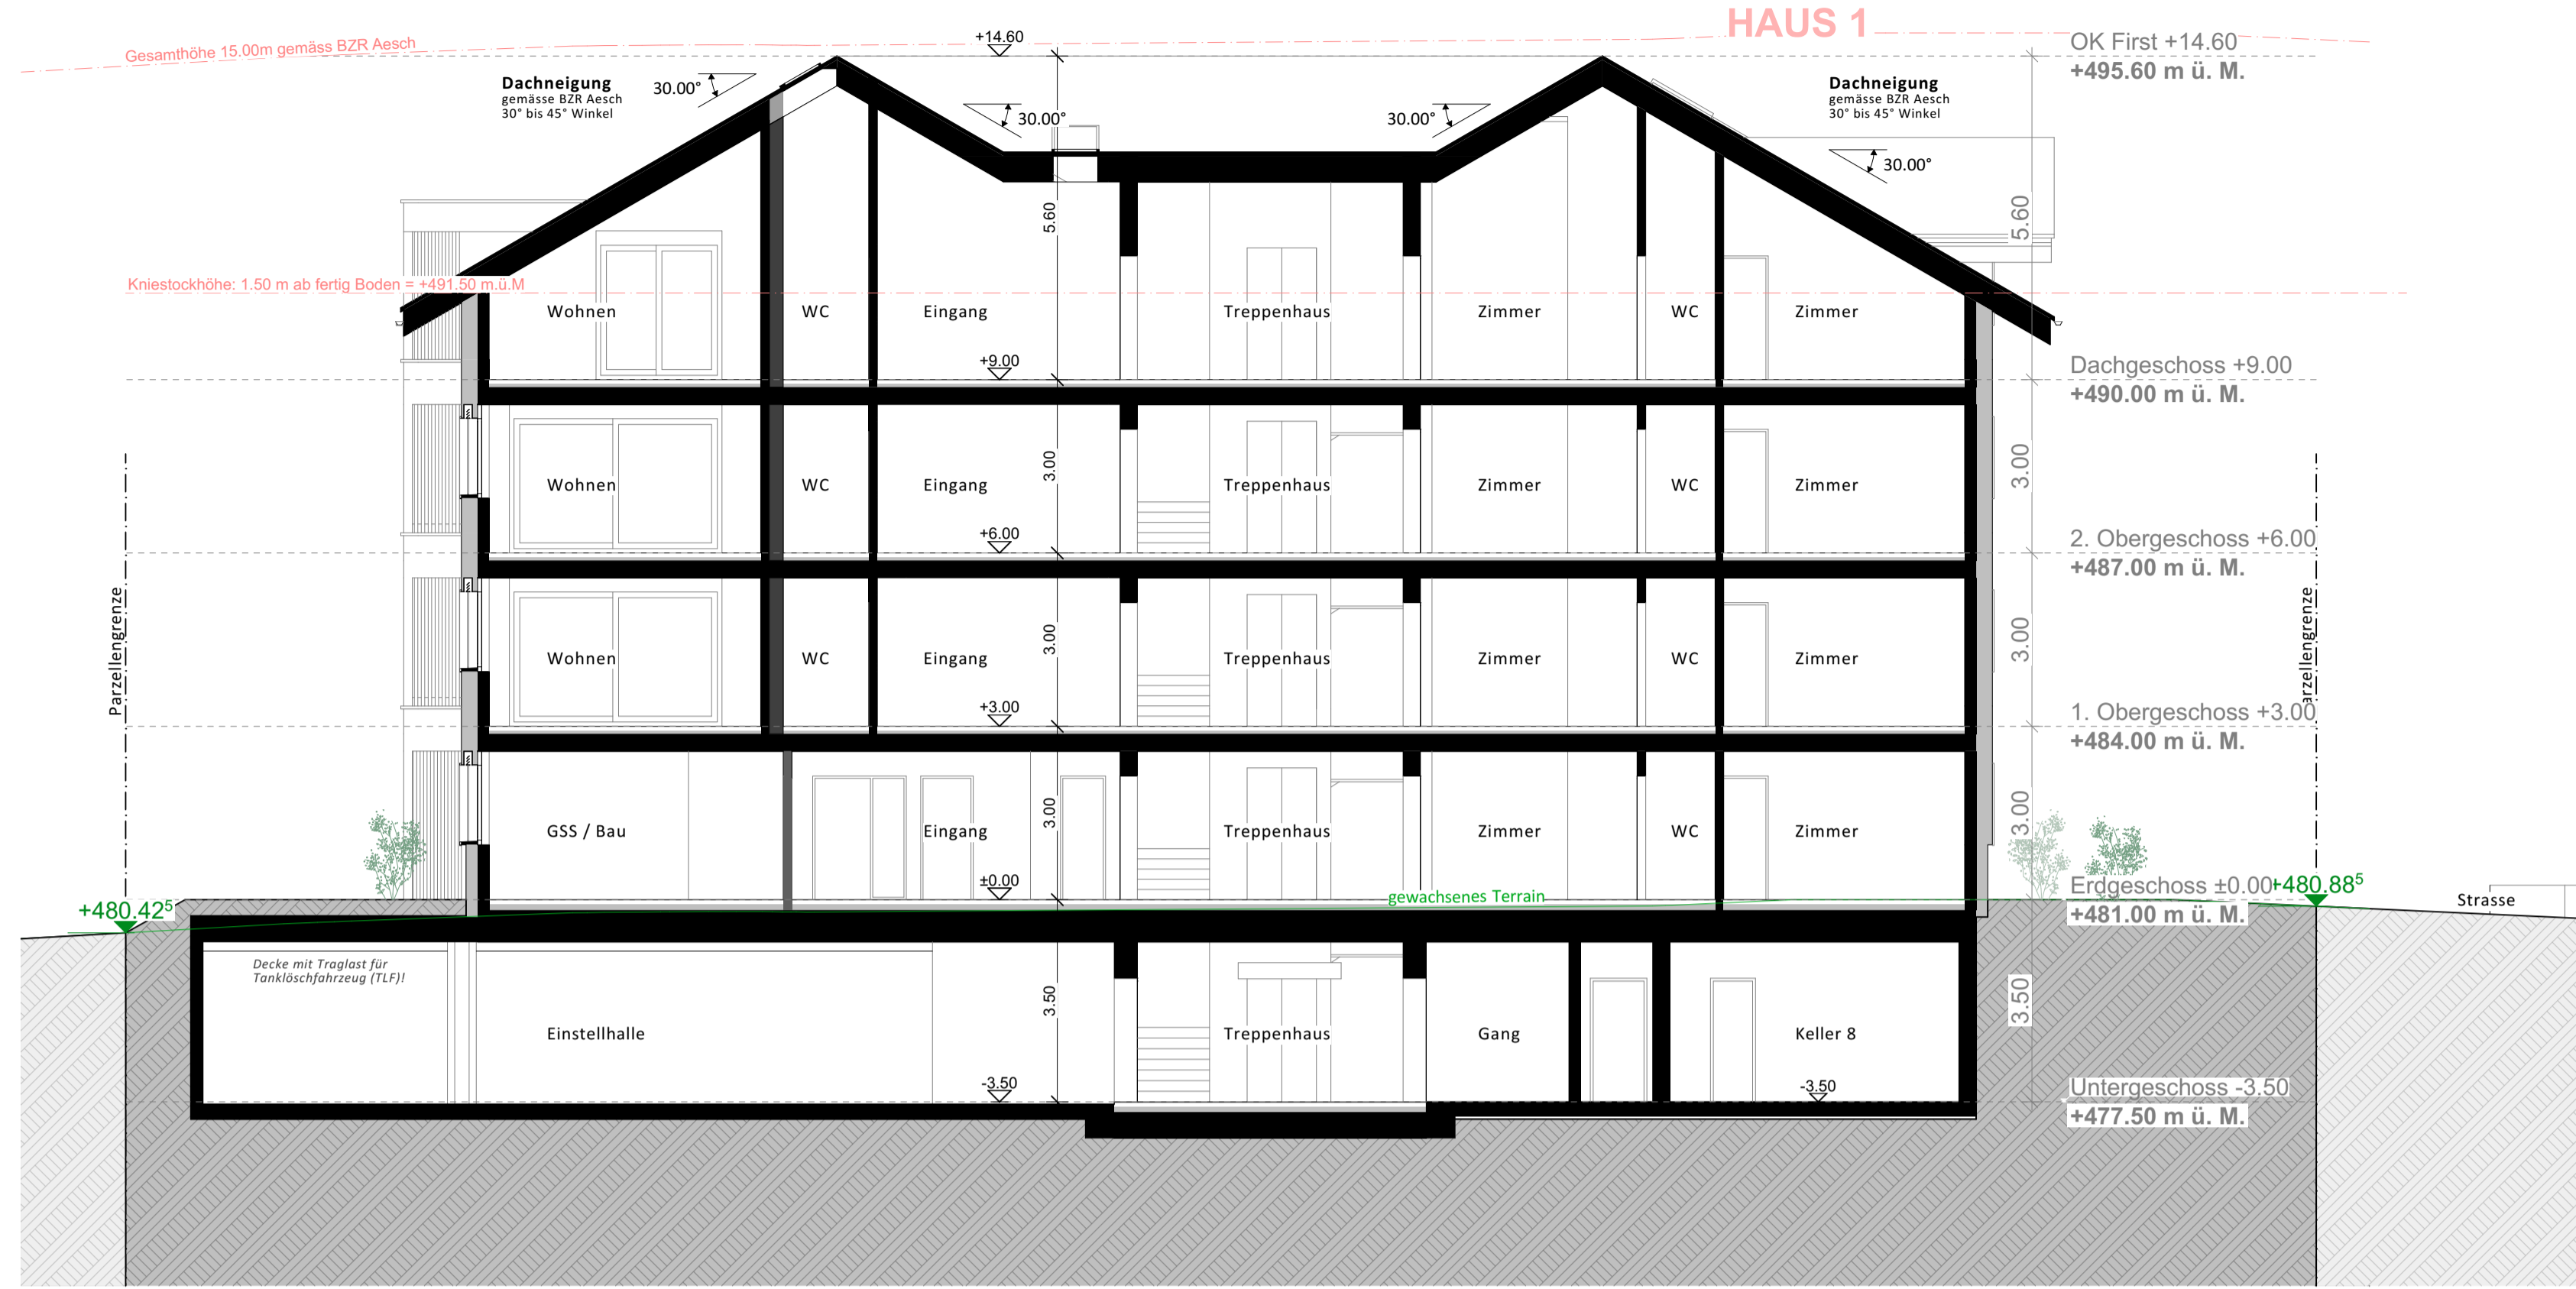 HAUS 1
Gesamthöhe 15.00m gemäss BZR Aesch
+14.60
OK First +14.60
+495.60 m ü. M.
Dachneigung
gemässe BZR Aesch
30° bis 45° Winkel
30.00°
30.00°
30.00°
Dachneigung
gemässe BZR Aesch
30° bis 45° Winkel
30.00°
5.60
5.60
Kniestockhöhe: 1.50 m ab fertig Boden = +491.50 m.ü.M
Wohnen
WC
Eingang
Treppenhaus
Zimmer
WC
Zimmer
+9.00
Dachgeschoss +9.00
+490.00 m ü. M.
3.00
3.00
Wohnen
WC
Eingang
Treppenhaus
Zimmer
WC
Zimmer
+6.00
2. Obergeschoss +6.00
+487.00 m ü. M.
Parzellengrenze
3.00
3.00
arzellengrenze
Wohnen
WC
Eingang
Treppenhaus
Zimmer
WC
Zimmer
+3.00
1. Obergeschoss +3.00
+484.00 m ü. M.
3.00
3.00
GSS / Bau
Eingang
Treppenhaus
Zimmer
WC
Zimmer
±0.00
gewachsenes Terrain
Erdgeschoss ±0.00
+480.88⁵
+481.00 m ü. M.
Strasse
+480.42⁵
Decke mit Traglast für
Tanklöschfahrzeug (TLF)!
3.50
3.50
Einstellhalle
Treppenhaus
Gang
Keller 8
-3.50
-3.50
Untergeschoss -3.50
+477.50 m ü. M.